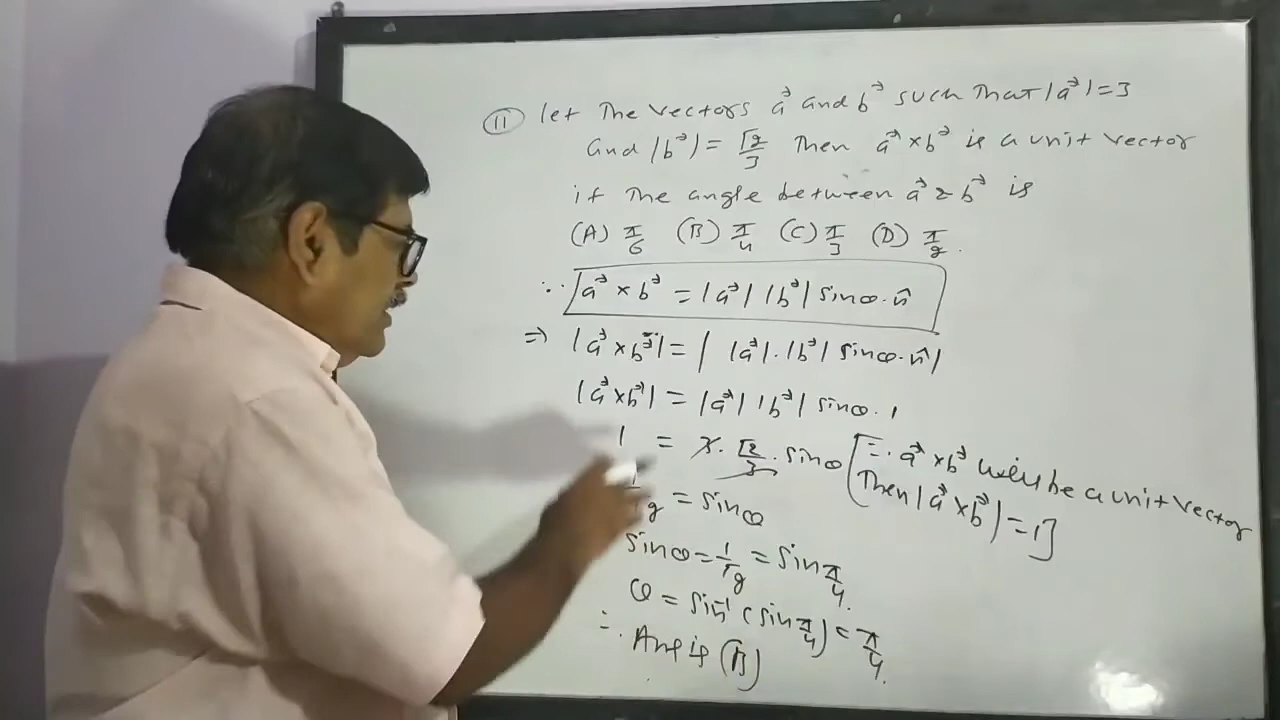 (11) let The vectors a⃗ and b⃗ such that |a⃗| = 3
and |b⃗| = √2/3 Then a⃗ × b⃗ is a unit vector
if The angle between a⃗ & b⃗ is
(A) π/6 (B) π/4 (C) π/3 (D) π/2.
∵ a⃗ × b⃗ = |a⃗| |b⃗| sinθ · n̂
⇒ |a⃗ × b⃗| = | |a⃗| · |b⃗| sinθ · n̂ |
|a⃗ × b⃗| = |a⃗| |b⃗| sinθ · 1
1 = 3 · √2/3 · sinθ [∵ a⃗ × b⃗ will be a unit vector
Then |a⃗ × b⃗| = 1]
1/√2 = sinθ
sinθ = 1/√2 = sin π/4.
θ = sin⁻¹ (sin π/4) = π/4.
∴ Ans is (B)